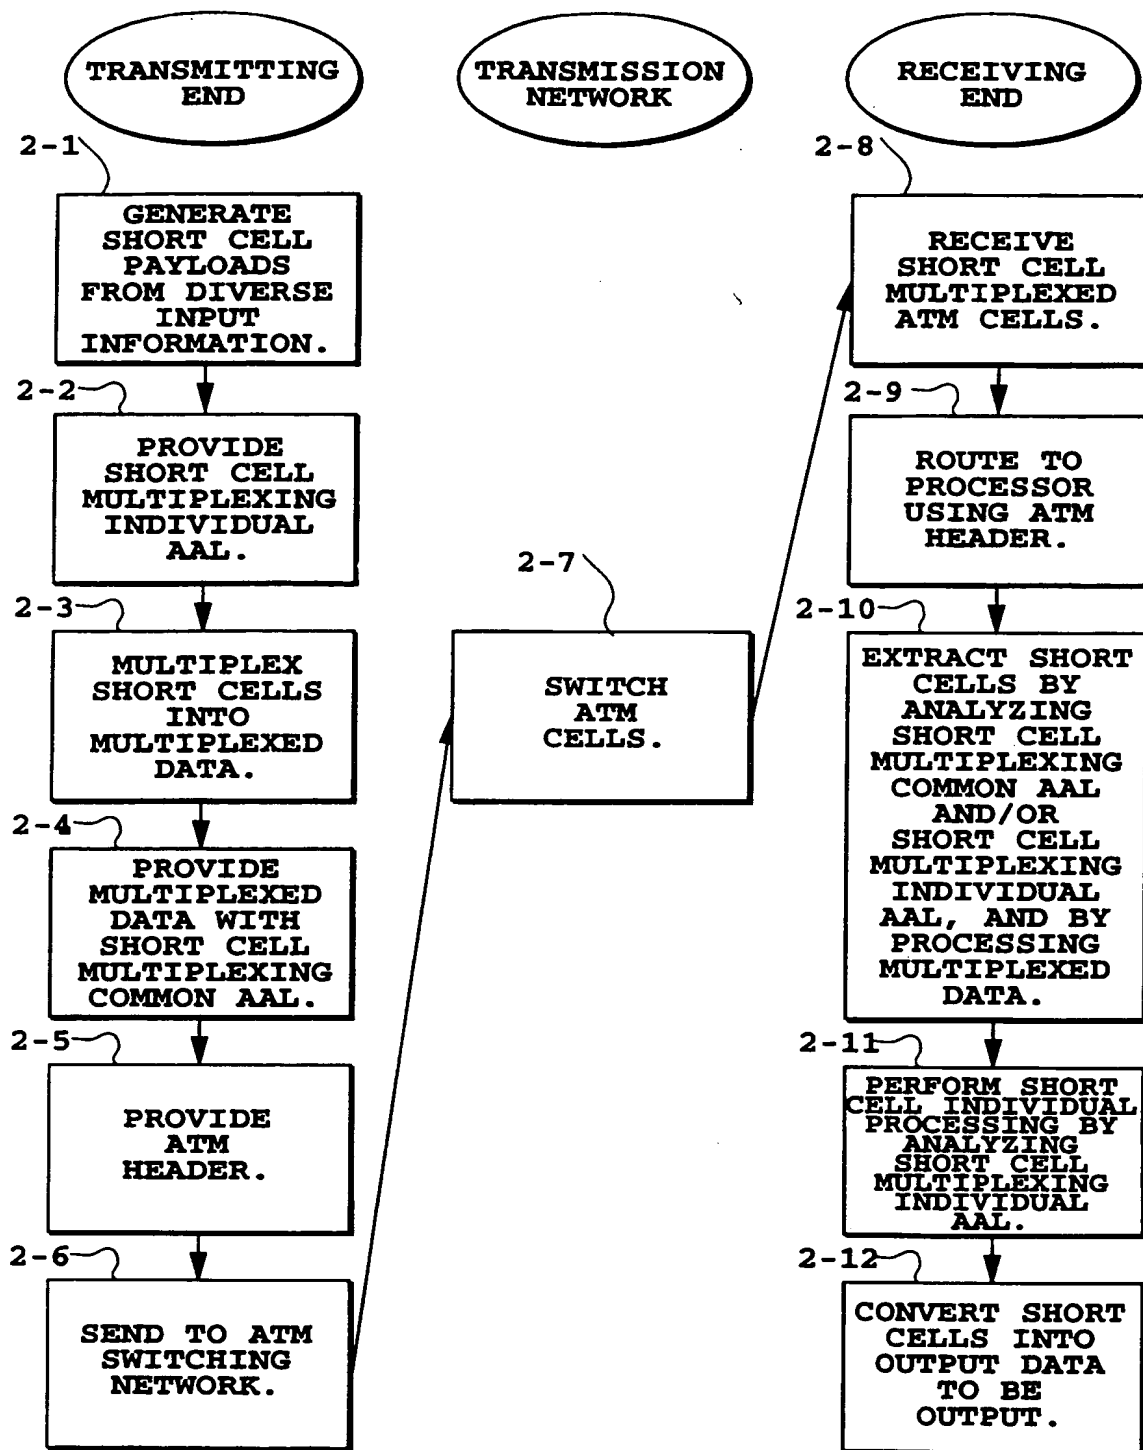 TRANSMITTING
END
2-1
GENERATE
SHORT CELL
PAYLOADS
FROM DIVERSE
INPUT
INFORMATION.
2-2
PROVIDE
SHORT CELL
MULTIPLEXING
INDIVIDUAL
AAL.
2-3
MULTIPLEX
SHORT CELLS
INTO
MULTIPLEXED
DATA.
2-4
PROVIDE
MULTIPLEXED
DATA WITH
SHORT CELL
MULTIPLEXING
COMMON AAL.
2-5
PROVIDE
ATM
HEADER.
2-6
SEND TO ATM
SWITCHING
NETWORK.
TRANSMISSION
NETWORK
2-7
SWITCH
ATM
CELLS.
RECEIVING
END
2-8
RECEIVE
SHORT CELL
MULTIPLEXED
ATM CELLS.
2-9
ROUTE TO
PROCESSOR
USING ATM
HEADER.
2-10
EXTRACT SHORT
CELLS BY
ANALYZING
SHORT CELL
MULTIPLEXING
COMMON AAL
AND/OR
SHORT CELL
MULTIPLEXING
INDIVIDUAL
AAL, AND BY
PROCESSING
MULTIPLEXED
DATA.
2-11
PERFORM SHORT
CELL INDIVIDUAL
PROCESSING BY
ANALYZING
SHORT CELL
MULTIPLEXING
INDIVIDUAL
AAL.
2-12
CONVERT SHORT
CELLS INTO
OUTPUT DATA
TO BE
OUTPUT.